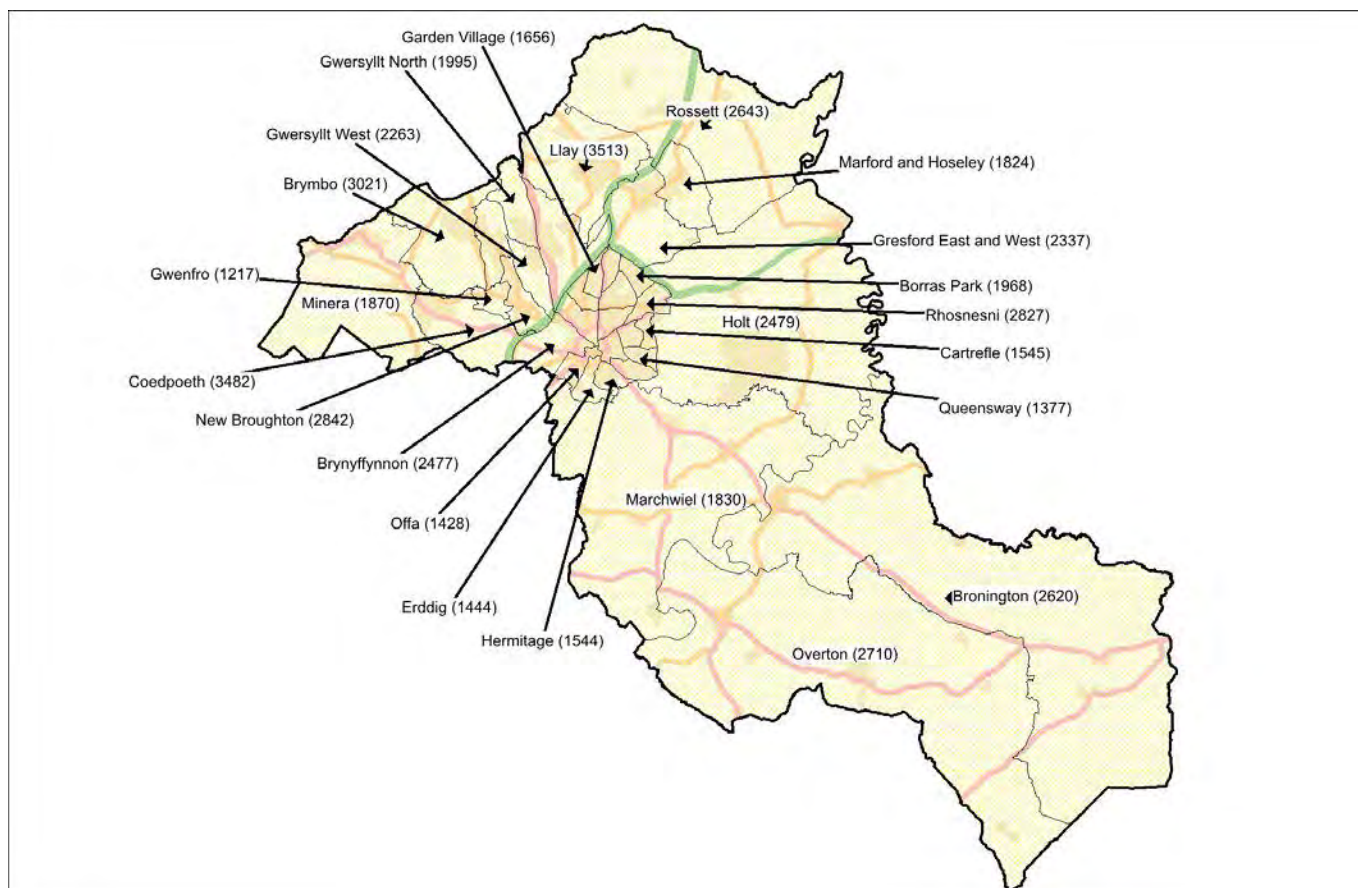 Garden Village (1656)
Gwersyllt North (1995)
Rossett (2643)
Gwersyllt West (2263)
Llay (3513)
Marford and Hoseley (1824)
Brymbo (3021)
Gresford East and West (2337)
Gwenfro (1217)
Borras Park (1968)
Minera (1870)
Rhosnesni (2827)
Holt (2479)
Cartrefle (1545)
Coedpoeth (3482)
Queensway (1377)
New Broughton (2842)
Brynyffynnon (2477)
Marchwiel (1830)
Offa (1428)
Bronington (2620)
Erddig (1444)
Hermitage (1544)
Overton (2710)